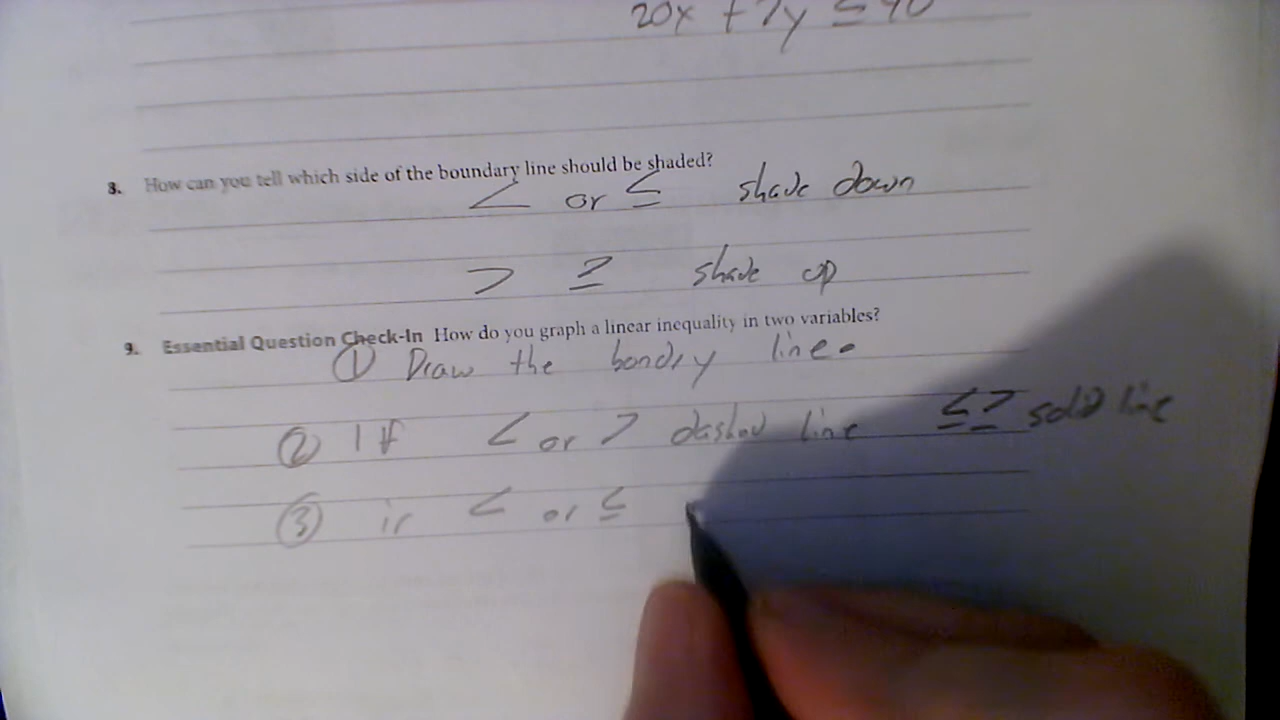 20x + 7y ≤ 40
8. How can you tell which side of the boundary line should be shaded?
< or ≤ shade down
> ≥ shade up
9. Essential Question Check-In How do you graph a linear inequality in two variables?
① Draw the bondry line.
② If < or > dashed line ≤ ≥ solid line
③ if < or ≤